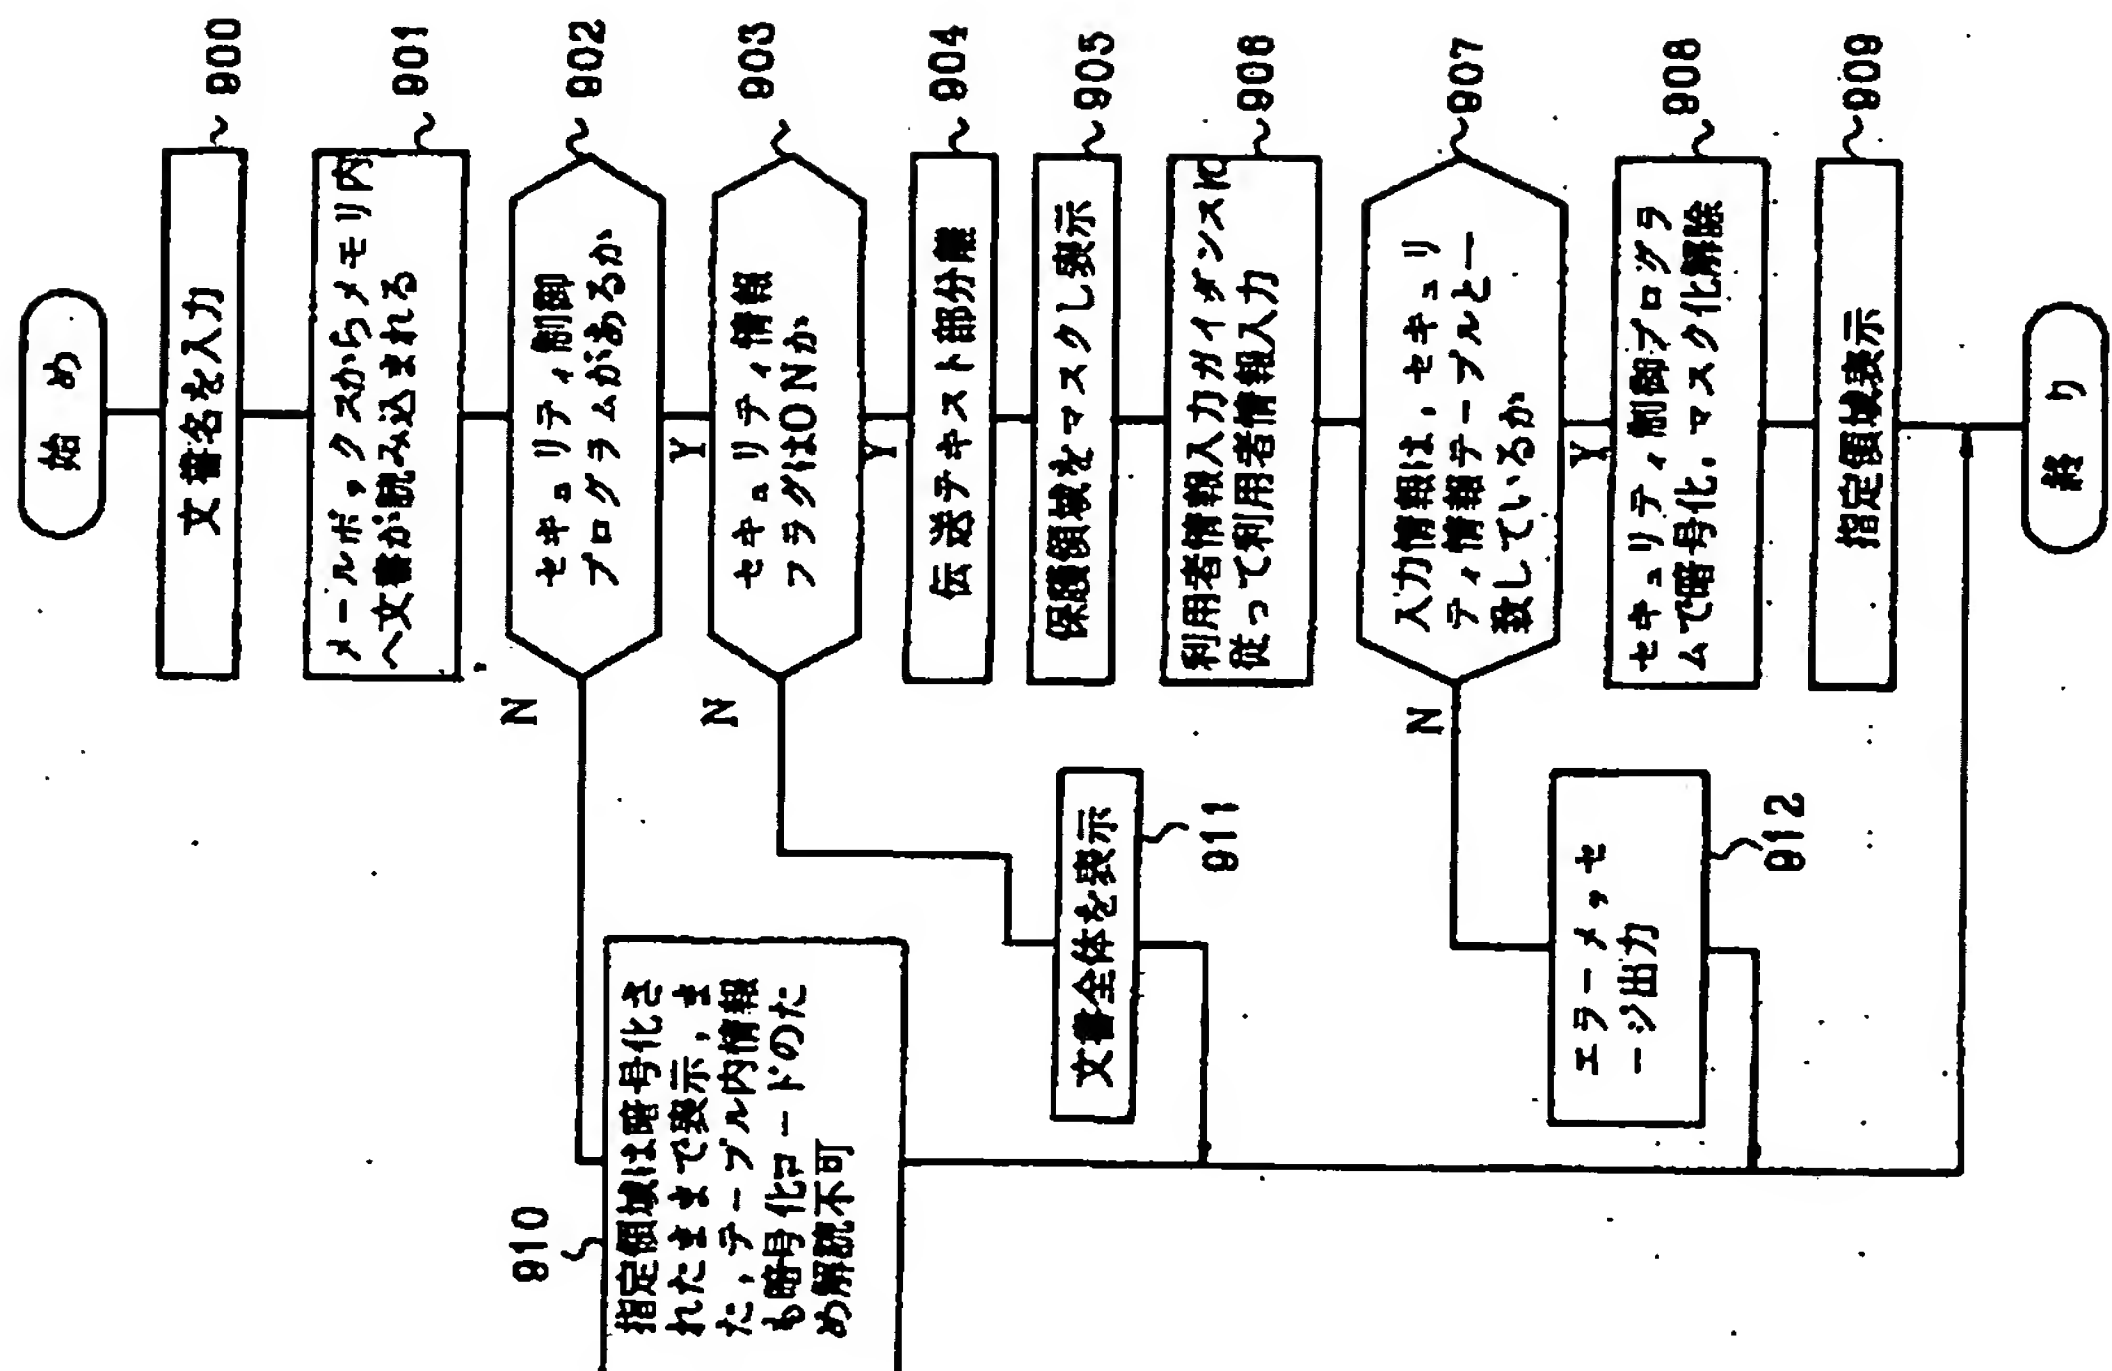 始め
文書名を入力
900
メールボックスからメモリ内
へ文書が読み込まれる
901
セキュリティ制御
プログラムがあるか
902
Y
N
セキュリティ情報
フラグはONか
903
Y
N
伝送テキスト部分離
904
保護領域をマスクし表示
905
利用者情報入力ガイダンスに
従って利用者情報入力
906
入力情報は,セキュリ
ティ情報テーブルと一
致しているか
907
Y
N
セキュリティ制御プログラ
ムで暗号化,マスク化解除
908
指定領域表示
909
終り
910
指定領域は暗号化さ
れたままで表示,ま
た,テーブル内情報
も暗号化コードのた
め解読不可
文書全体を表示
911
エラーメッセ
ージ出力
912